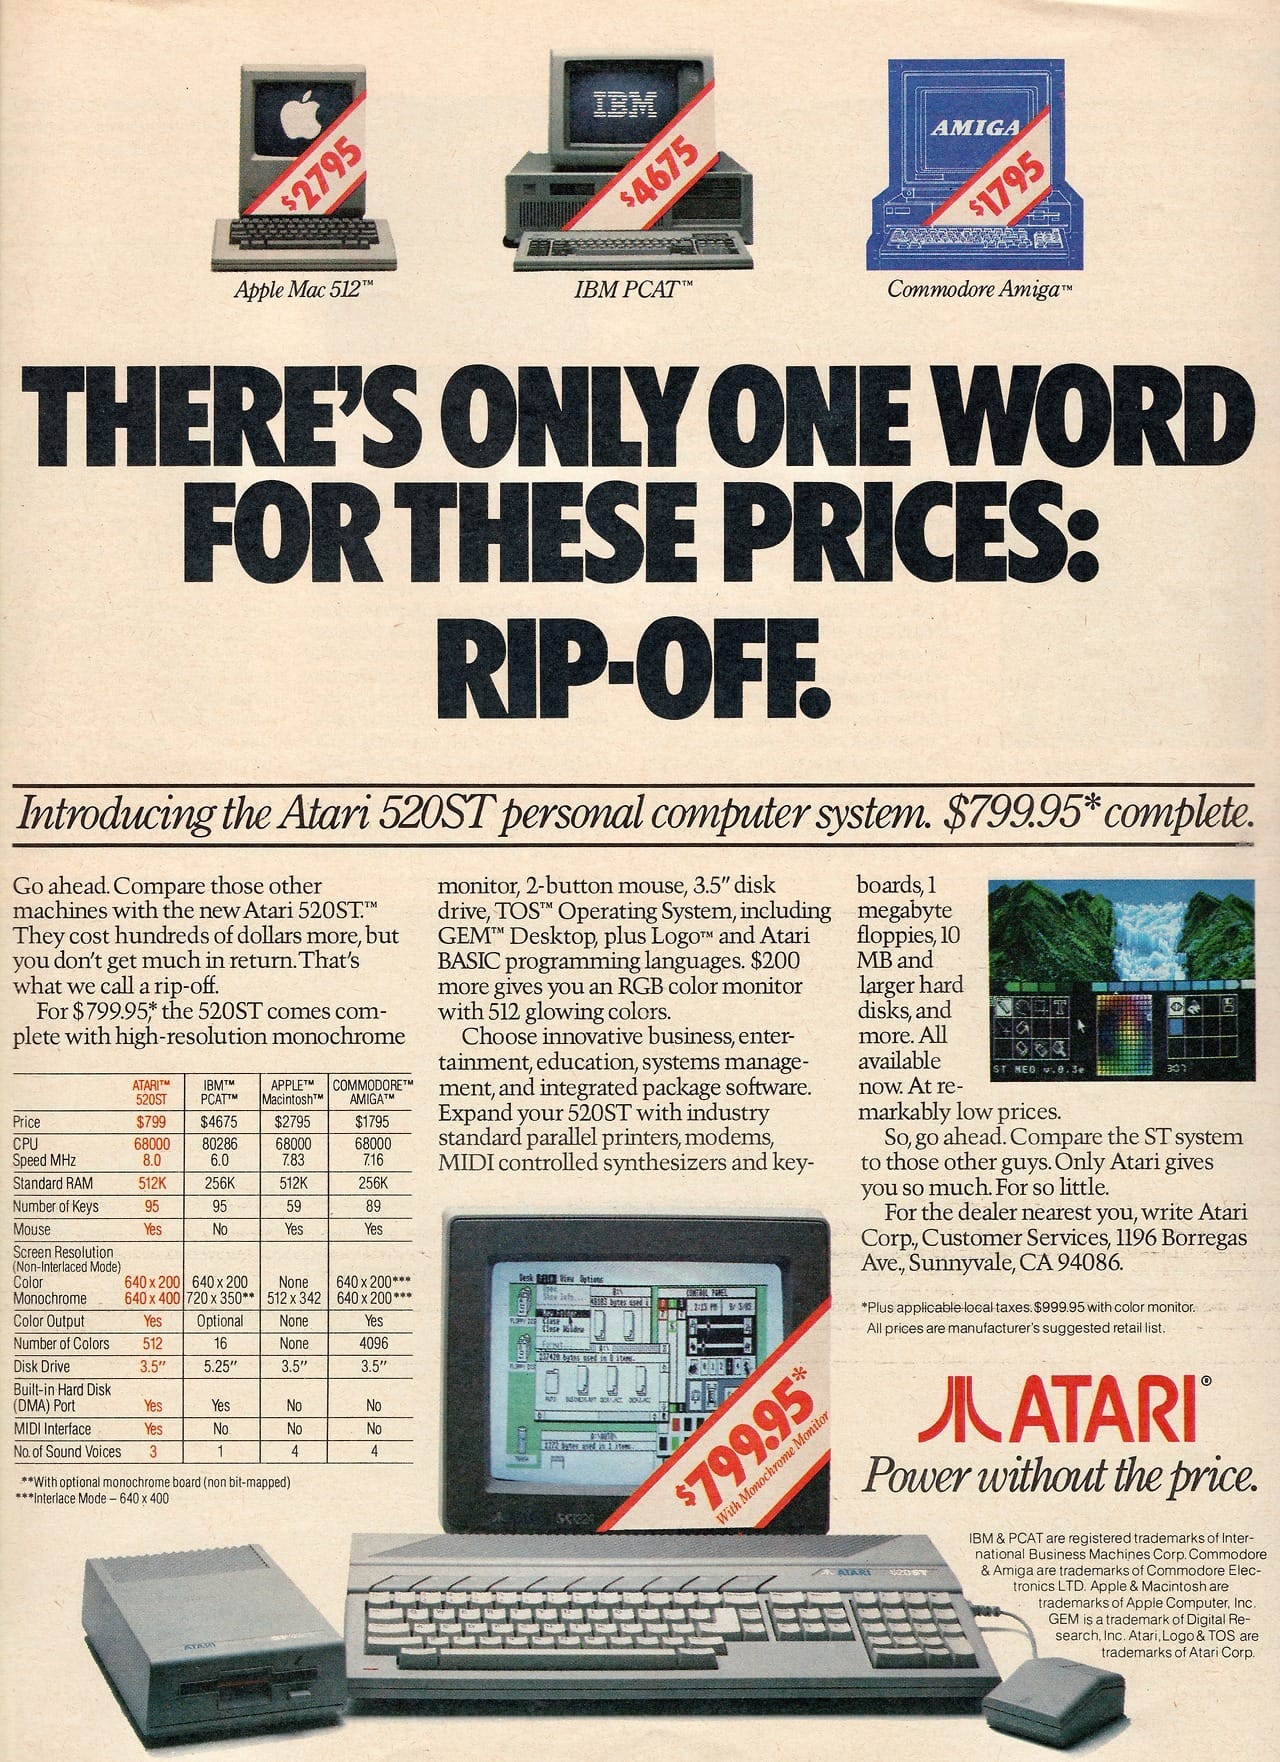 $2795
IBM
$4675
AMIGA
$1795
Apple Mac 512™
IBM PCAT™
Commodore Amiga™
THERE'S ONLY ONE WORD
FOR THESE PRICES:
RIP-OFF.
Introducing the Atari 520ST personal computer system. $799.95* complete.
Go ahead. Compare those other
machines with the new Atari 520ST.™
They cost hundreds of dollars more, but
you don't get much in return. That's
what we call a rip-off.
For $799.95,* the 520ST comes com-
plete with high-resolution monochrome
monitor, 2-button mouse, 3.5" disk
drive, TOS™ Operating System, including
GEM™ Desktop, plus Logo™ and Atari
BASIC programming languages. $200
more gives you an RGB color monitor
with 512 glowing colors.
Choose innovative business, enter-
tainment, education, systems manage-
ment, and integrated package software.
Expand your 520ST with industry
standard parallel printers, modems,
MIDI controlled synthesizers and key-
boards, 1
megabyte
floppies, 10
MB and
larger hard
disks, and
more. All
available
now. At re-
markably low prices.
So, go ahead. Compare the ST system
to those other guys. Only Atari gives
you so much. For so little.
For the dealer nearest you, write Atari
Corp., Customer Services, 1196 Borregas
Ave., Sunnyvale, CA 94086.
*Plus applicable local taxes. $999.95 with color monitor.
All prices are manufacturer's suggested retail list.
ATARI™ IBM™ APPLE™ COMMODORE™
520ST PCAT™ Macintosh™ AMIGA™
Price $799 $4675 $2795 $1795
CPU 68000 80286 68000 68000
Speed MHz 8.0 6.0 7.83 7.16
Standard RAM 512K 256K 512K 256K
Number of Keys 95 95 59 89
Mouse Yes No Yes Yes
Screen Resolution
(Non-Interlaced Mode)
Color 640 x 200 640 x 200 None 640 x 200***
Monochrome 640 x 400 720 x 350** 512 x 342 640 x 200***
Color Output Yes Optional None Yes
Number of Colors 512 16 None 4096
Disk Drive 3.5" 5.25" 3.5" 3.5"
Built-in Hard Disk
(DMA) Port Yes Yes No No
MIDI Interface Yes No No No
No. of Sound Voices 3 1 4 4
**With optional monochrome board (non bit-mapped)
***Interlace Mode – 640 x 400
ST NEO v.0.3e
Desk View Options
CONTROL PANEL
Close
Close Window
$799.95*
With Monochrome Monitor
ATARI®
Power without the price.
IBM & PCAT are registered trademarks of Inter-
national Business Machines Corp. Commodore
& Amiga are trademarks of Commodore Elec-
tronics LTD. Apple & Macintosh are
trademarks of Apple Computer, Inc.
GEM is a trademark of Digital Re-
search, Inc. Atari, Logo & TOS are
trademarks of Atari Corp.
ATARI
ATARI 520ST